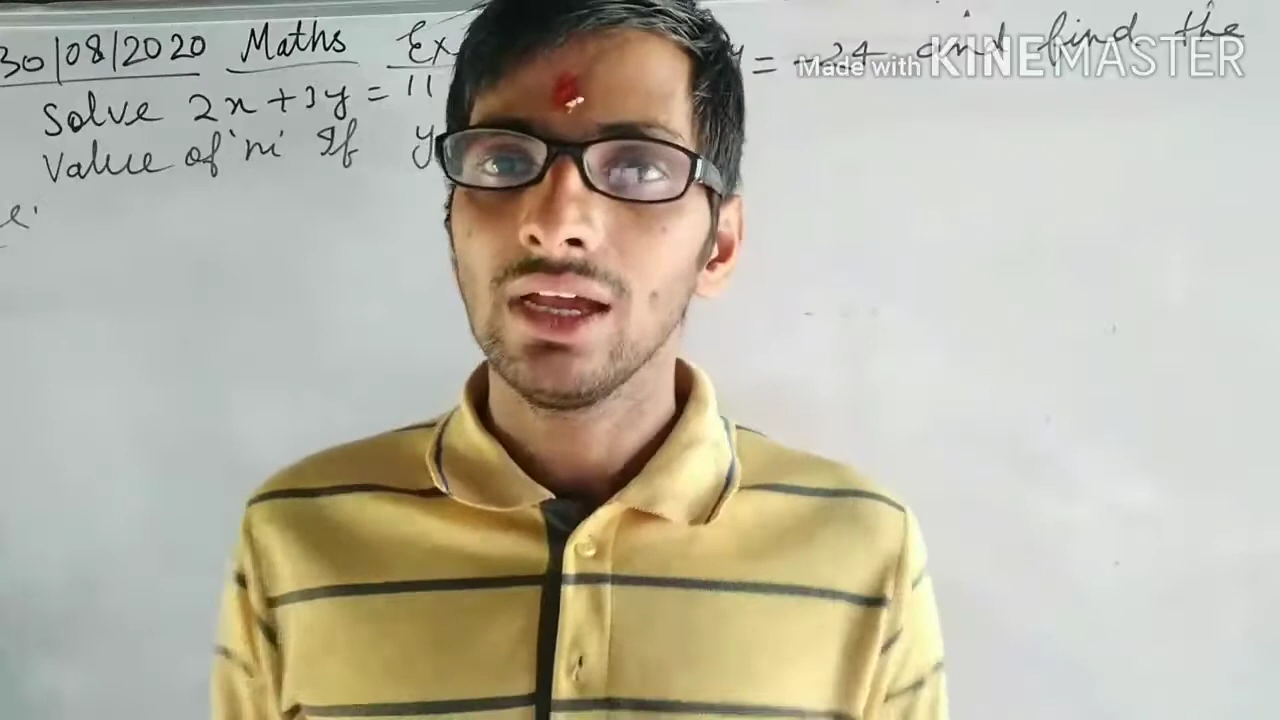 30/08/2020 Maths Ex
Solve 2x+3y=11 y = -24 and find the
Value of 'm' If y
Made with KINEMASTER